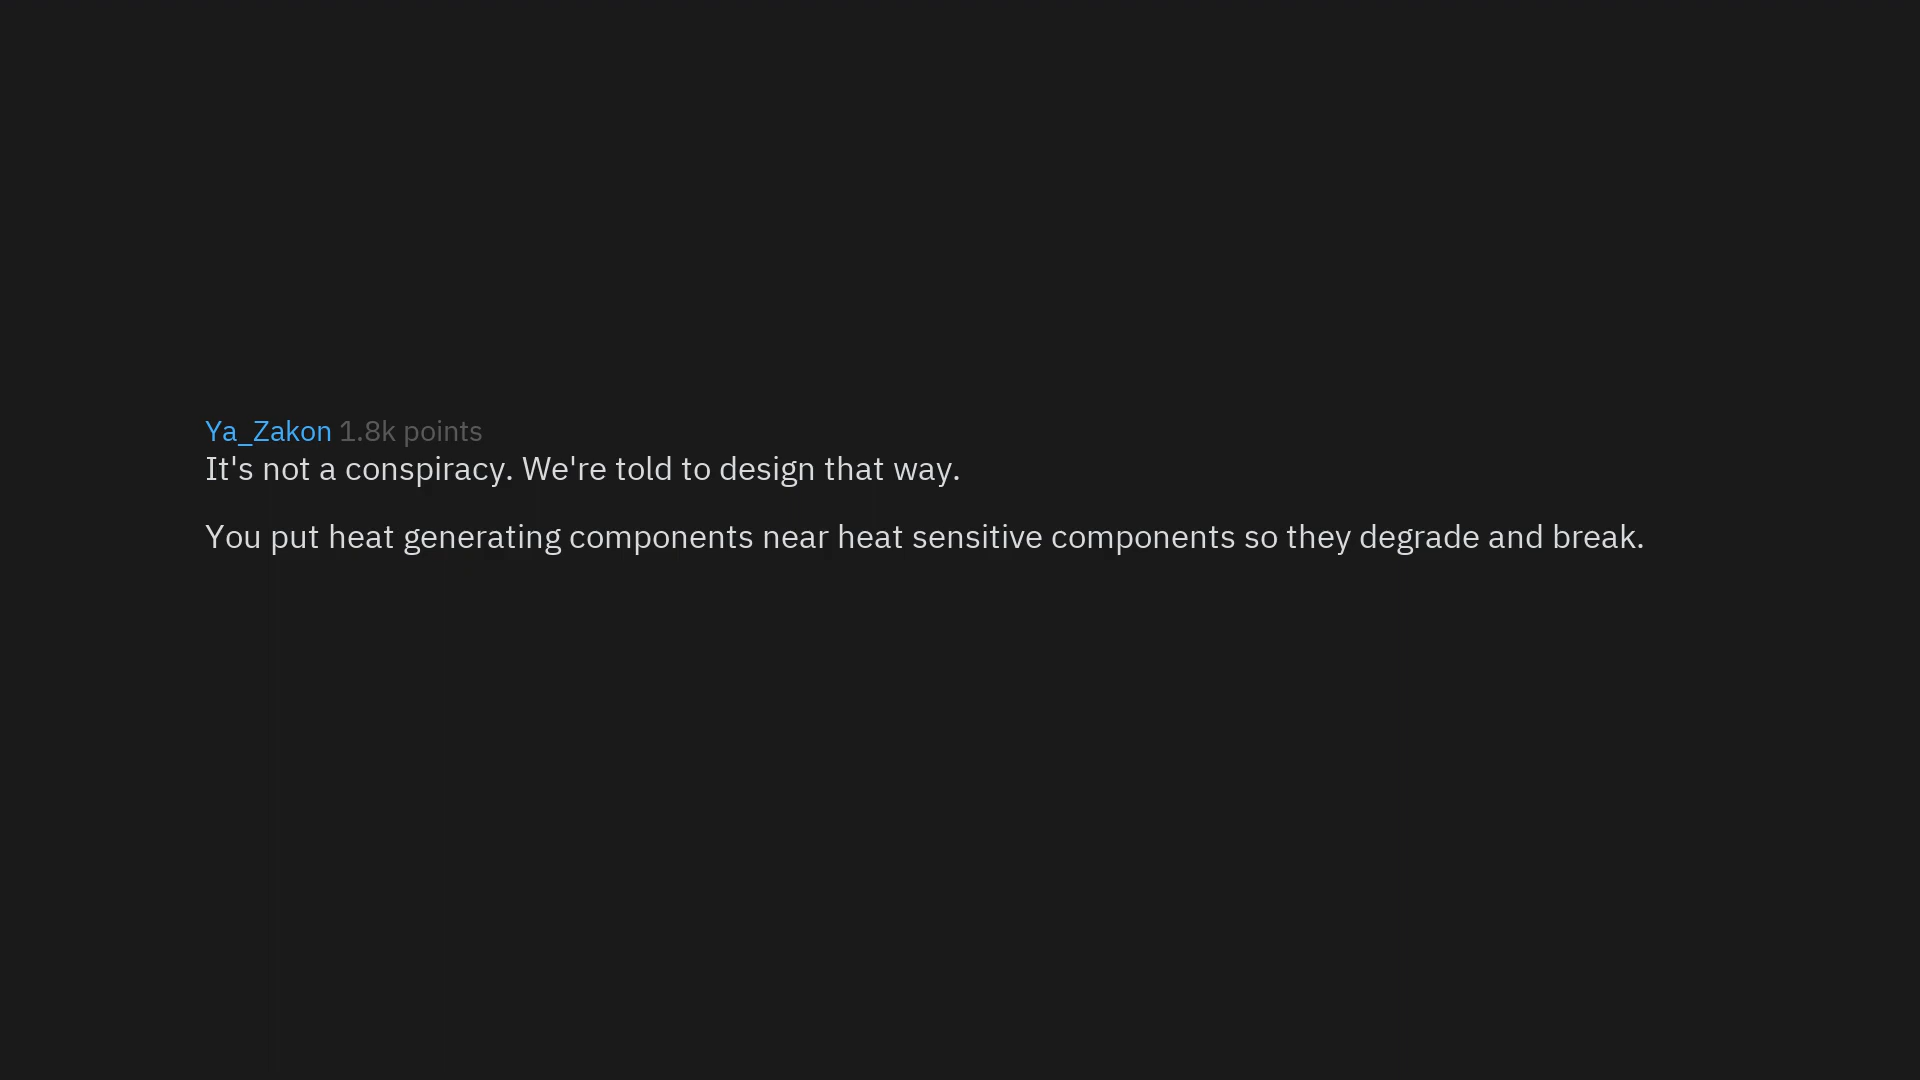 Ya_Zakon 1.8k points
It's not a conspiracy. We're told to design that way.
You put heat generating components near heat sensitive components so they degrade and break.